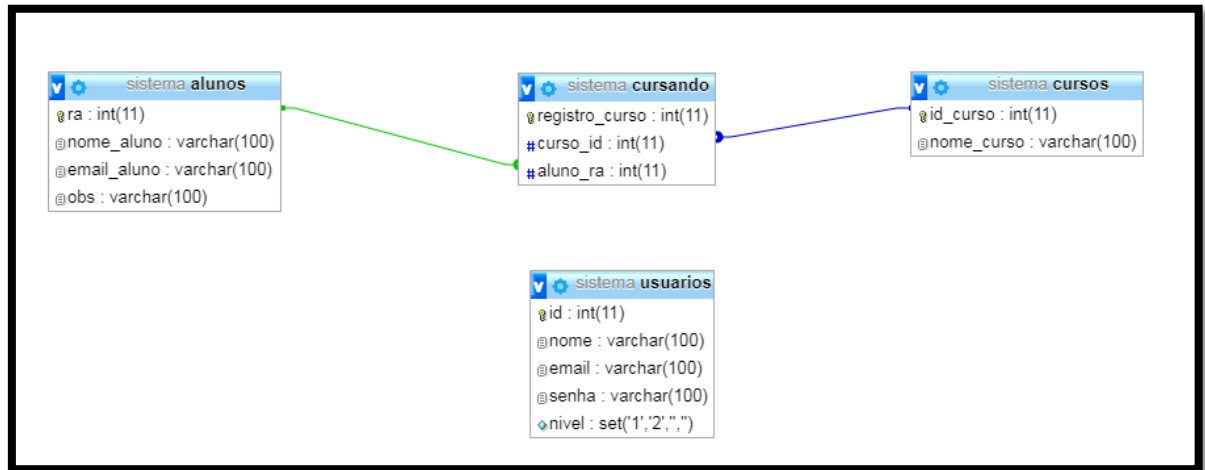 sistema alunos
ra : int(11)
nome_aluno : varchar(100)
email_aluno : varchar(100)
obs : varchar(100)
sistema cursando
registro_curso : int(11)
#curso_id : int(11)
#aluno_ra : int(11)
sistema cursos
id_curso : int(11)
nome_curso : varchar(100)
sistema usuarios
id : int(11)
nome : varchar(100)
email : varchar(100)
senha : varchar(100)
nivel : set('1','2','','')